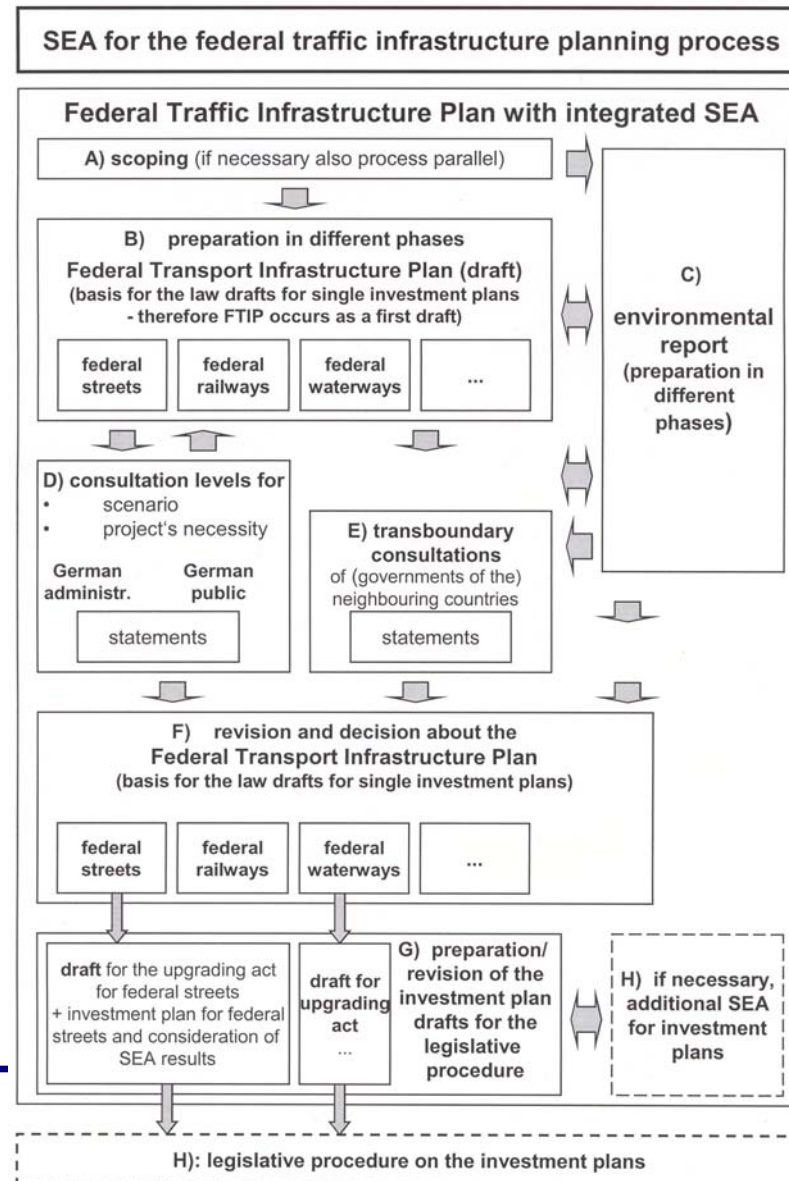 SEA for the federal traffic infrastructure planning process
Federal Traffic Infrastructure Plan with integrated SEA
A) scoping (if necessary also process parallel)
B) preparation in different phases
Federal Transport Infrastructure Plan (draft)
(basis for the law drafts for single investment plans
- therefore FTIP occurs as a first draft)
federal
streets
federal
railways
federal
waterways
...
C)
environmental
report
(preparation in
different
phases)
D) consultation levels for
• scenario
• project's necessity
German
administr.
German
public
statements
E) transboundary
consultations
of (governments of the)
neighbouring countries
statements
F) revision and decision about the
Federal Transport Infrastructure Plan
(basis for the law drafts for single investment plans)
federal
streets
federal
railways
federal
waterways
...
draft for the upgrading act
for federal streets
+ investment plan for federal
streets and consideration of
SEA results
draft for
upgrading
act
...
G) preparation/
revision of the
investment plan
drafts for the
legislative
procedure
H) if necessary,
additional SEA
for investment
plans
H): legislative procedure on the investment plans